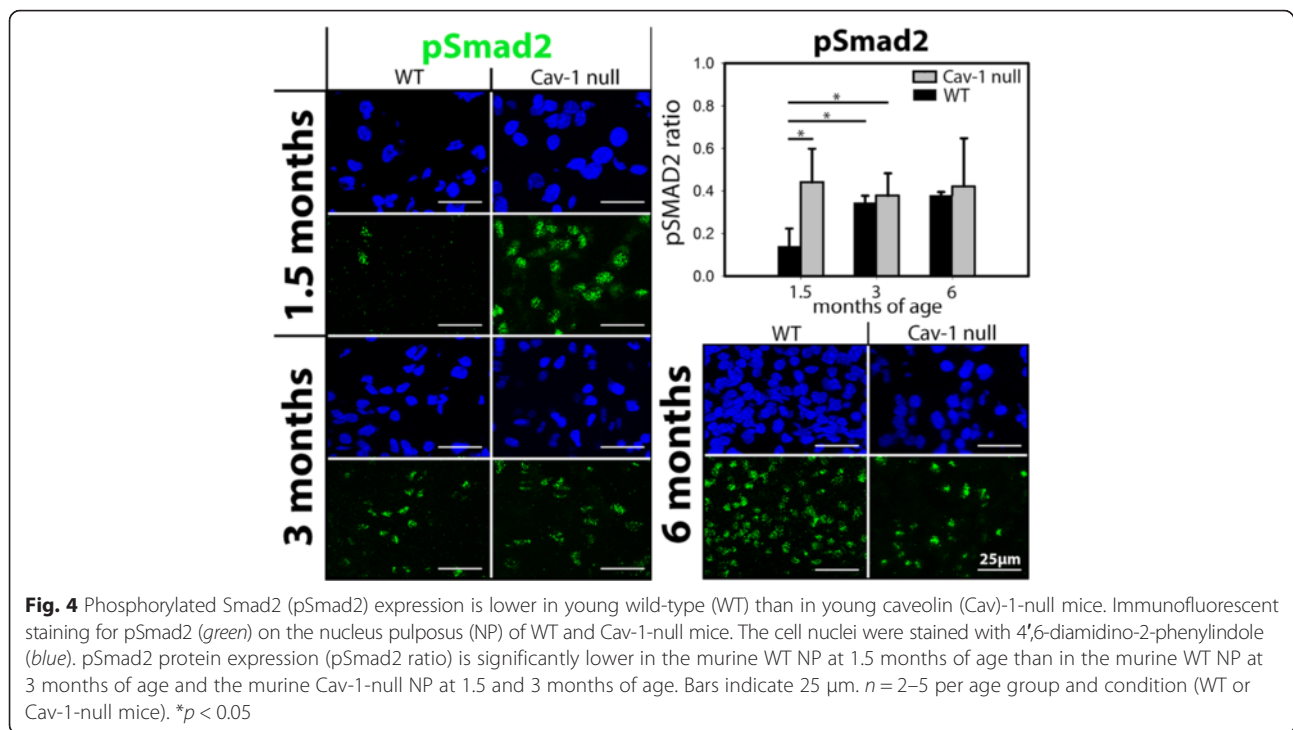 pSmad2
WT Cav-1 null
1.5 months
3 months
pSmad2
1.0
0.8
0.6
0.4
0.2
0.0
pSMAD2 ratio
Cav-1 null
WT
*
*
*
1.5 3 6
months of age
WT Cav-1 null
6 months
25µm
Fig. 4 Phosphorylated Smad2 (pSmad2) expression is lower in young wild-type (WT) than in young caveolin (Cav)-1-null mice. Immunofluorescent
staining for pSmad2 (green) on the nucleus pulposus (NP) of WT and Cav-1-null mice. The cell nuclei were stained with 4′,6-diamidino-2-phenylindole
(blue). pSmad2 protein expression (pSmad2 ratio) is significantly lower in the murine WT NP at 1.5 months of age than in the murine WT NP at
3 months of age and the murine Cav-1-null NP at 1.5 and 3 months of age. Bars indicate 25 µm. n = 2–5 per age group and condition (WT or
Cav-1-null mice). *p < 0.05